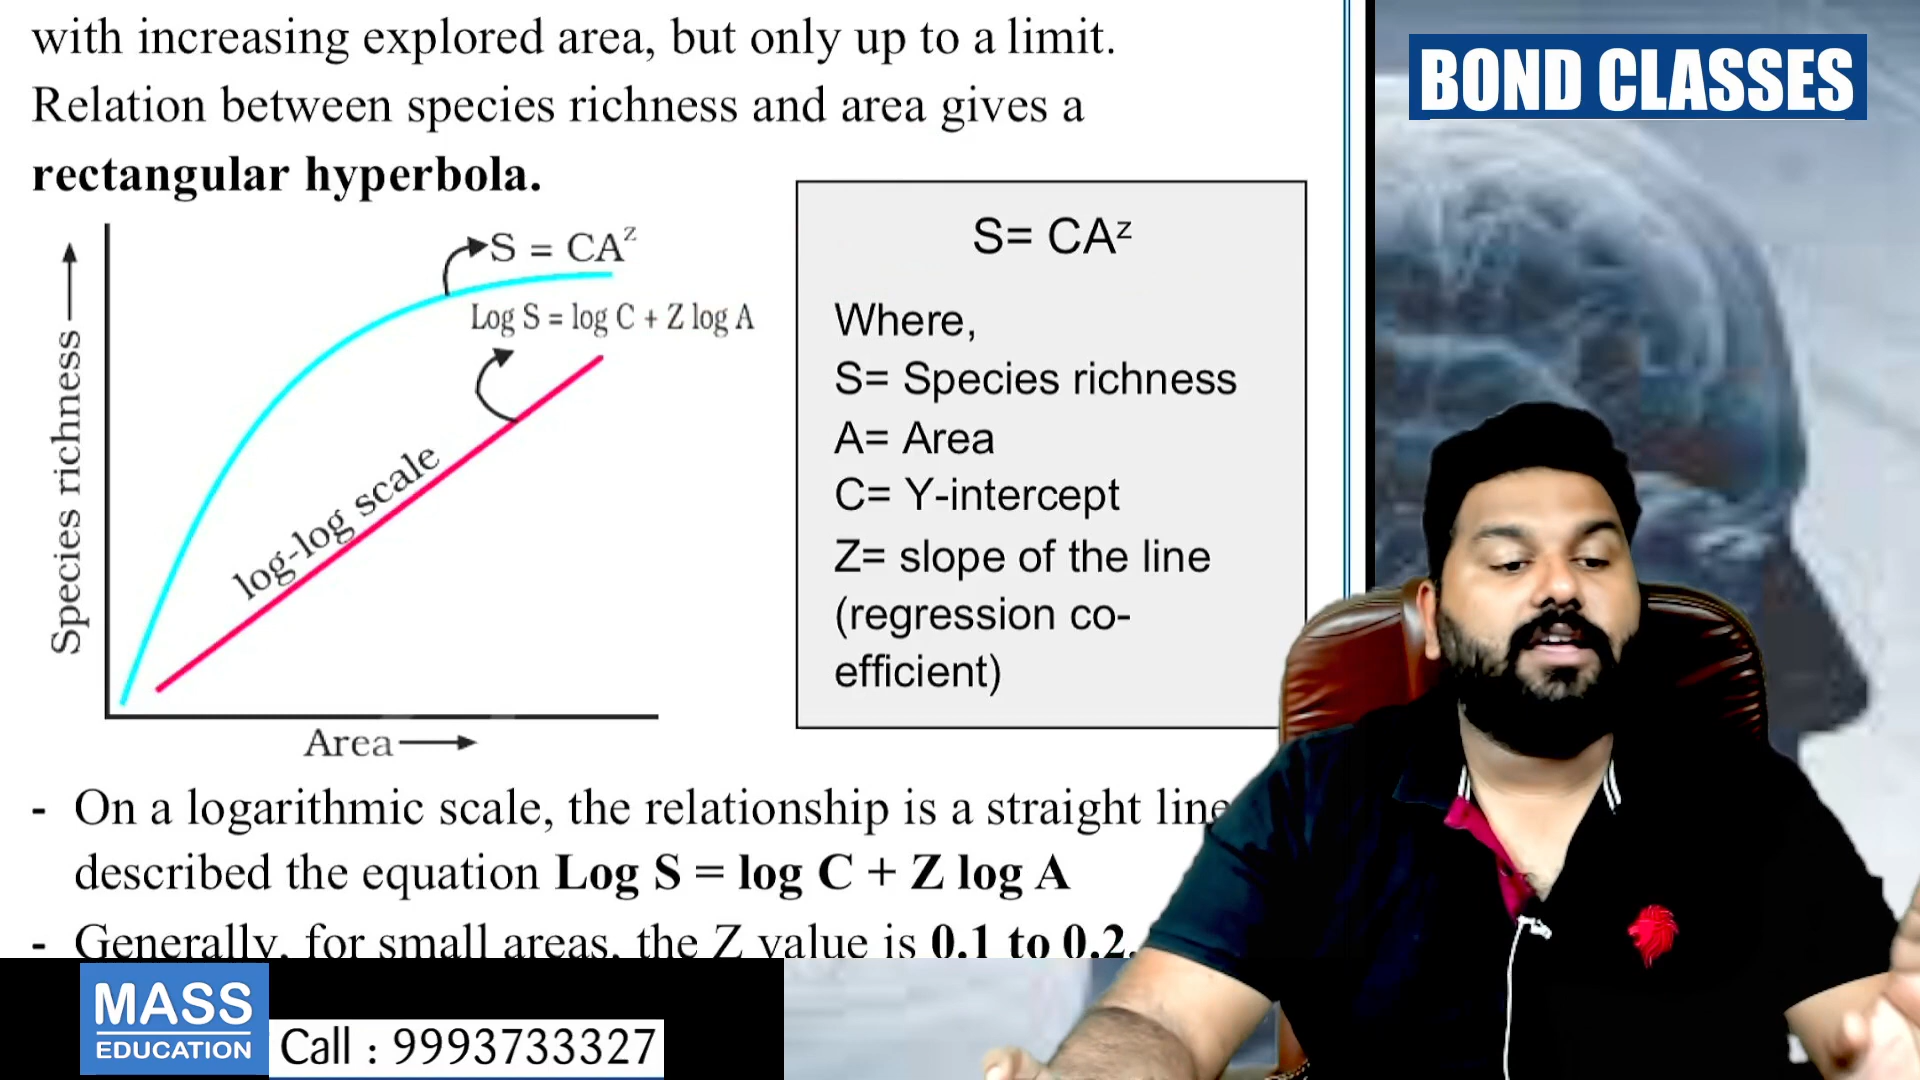 with increasing explored area, but only up to a limit.
Relation between species richness and area gives a
rectangular hyperbola.
BOND CLASSES
S = CAᶻ
Log S = log C + Z log A
log-log scale
Species richness
Area
S= CAᶻ
Where,
S= Species richness
A= Area
C= Y-intercept
Z= slope of the line
(regression co-
efficient)
- On a logarithmic scale, the relationship is a straight line
described the equation Log S = log C + Z log A
- Generally, for small areas, the Z value is 0.1 to 0.2.
MASS
EDUCATION
Call : 9993733327